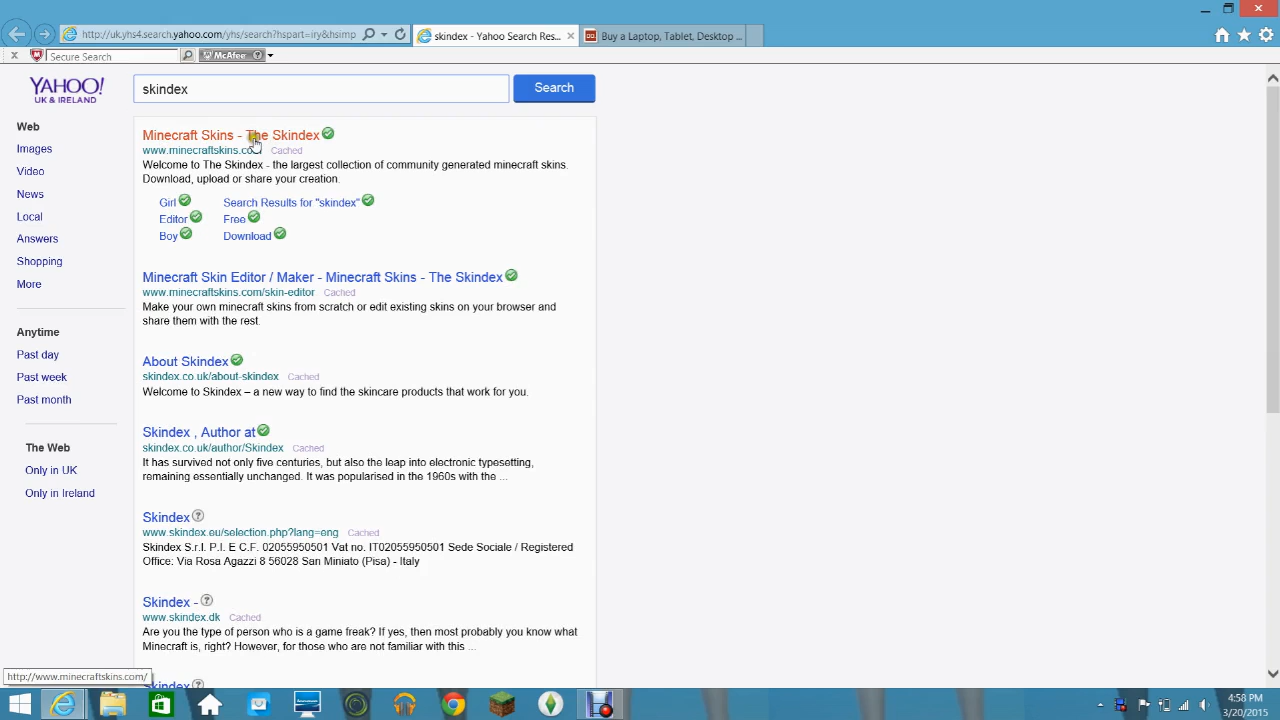 http://uk.yhs4.search.yahoo.com/yhs/search?hspart=iry&hsimp
skindex - Yahoo Search Res...
Buy a Laptop, Tablet, Desktop ...
Secure Search
McAfee
YAHOO!
UK & IRELAND
skindex
Search
Web
Images
Video
News
Local
Answers
Shopping
More
Anytime
Past day
Past week
Past month
The Web
Only in UK
Only in Ireland
Minecraft Skins - The Skindex
www.minecraftskins.com Cached
Welcome to The Skindex - the largest collection of community generated minecraft skins.
Download, upload or share your creation.
Girl Search Results for "skindex"
Editor Free
Boy Download
Minecraft Skin Editor / Maker - Minecraft Skins - The Skindex
www.minecraftskins.com/skin-editor Cached
Make your own minecraft skins from scratch or edit existing skins on your browser and
share them with the rest.
About Skindex
skindex.co.uk/about-skindex Cached
Welcome to Skindex – a new way to find the skincare products that work for you.
Skindex , Author at
skindex.co.uk/author/Skindex Cached
It has survived not only five centuries, but also the leap into electronic typesetting,
remaining essentially unchanged. It was popularised in the 1960s with the ...
Skindex
www.skindex.eu/selection.php?lang=eng Cached
Skindex S.r.l. P.I. E C.F. 02055950501 Vat no. IT02055950501 Sede Sociale / Registered
Office: Via Rosa Agazzi 8 56028 San Miniato (Pisa) - Italy
Skindex -
www.skindex.dk Cached
Are you the type of person who is a game freak? If yes, then most probably you know what
Minecraft is, right? However, for those who are not familiar with this ...
Skindex
http://www.minecraftskins.com/
4:58 PM
3/20/2015